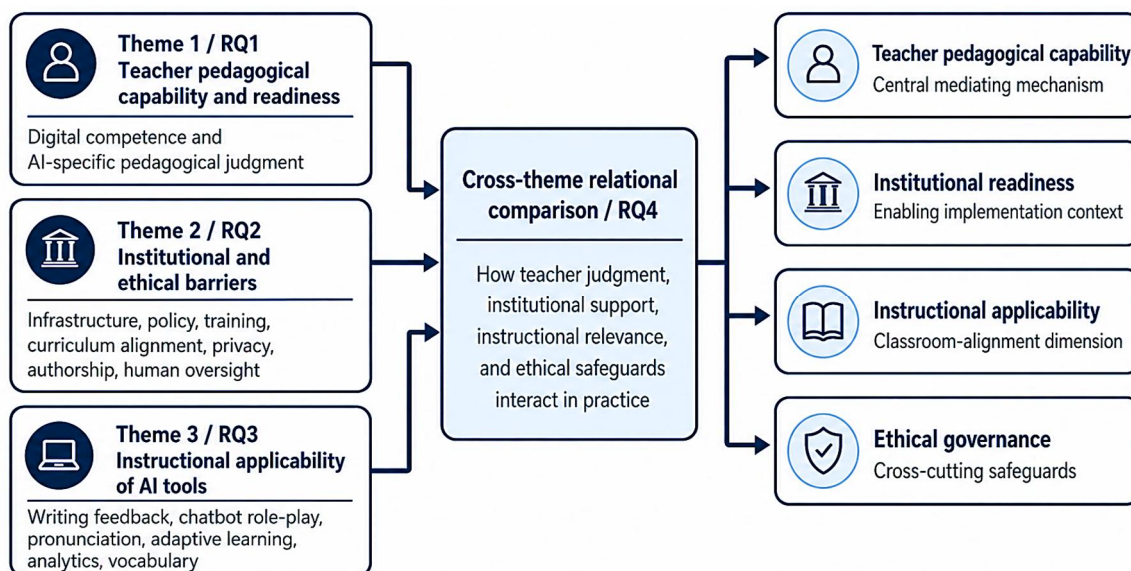 Theme 1 / RQ1
Teacher pedagogical
capability and readiness
Digital competence and
AI-specific pedagogical judgment
Theme 2 / RQ2
Institutional and
ethical barriers
Infrastructure, policy, training,
curriculum alignment, privacy,
authorship, human oversight
Theme 3 / RQ3
Instructional applicability
of AI tools
Writing feedback, chatbot role-play,
pronunciation, adaptive learning,
analytics, vocabulary
Cross-theme relational
comparison / RQ4
How teacher judgment,
institutional support,
instructional relevance,
and ethical safeguards
interact in practice
Teacher pedagogical capability
Central mediating mechanism
Institutional readiness
Enabling implementation context
Instructional applicability
Classroom-alignment dimension
Ethical governance
Cross-cutting safeguards